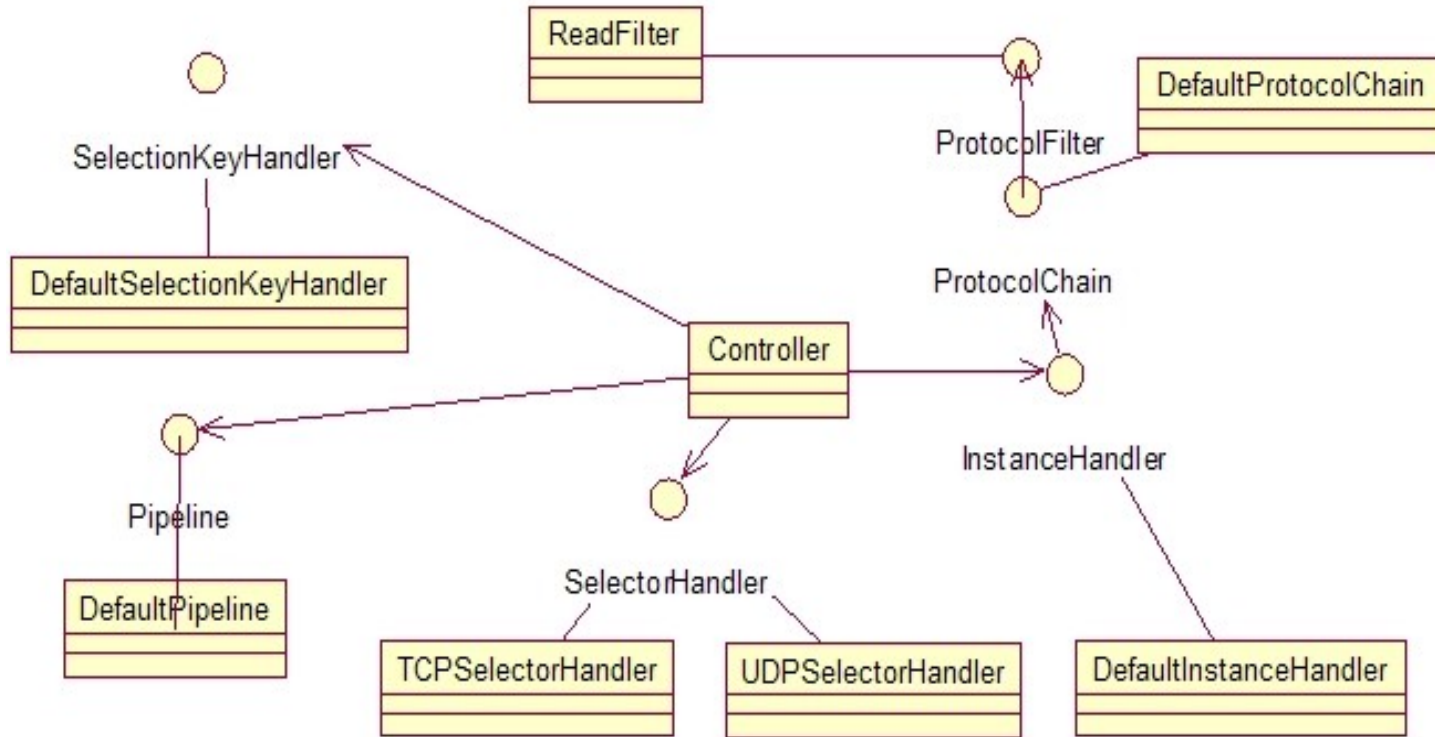 ReadFilter
DefaultProtocolChain
ProtocolFilter
SelectionKeyHandler
DefaultSelectionKeyHandler
ProtocolChain
Controller
InstanceHandler
Pipeline
SelectorHandler
DefaultPipeline
TCPSelectorHandler
UDPSelectorHandler
DefaultInstanceHandler